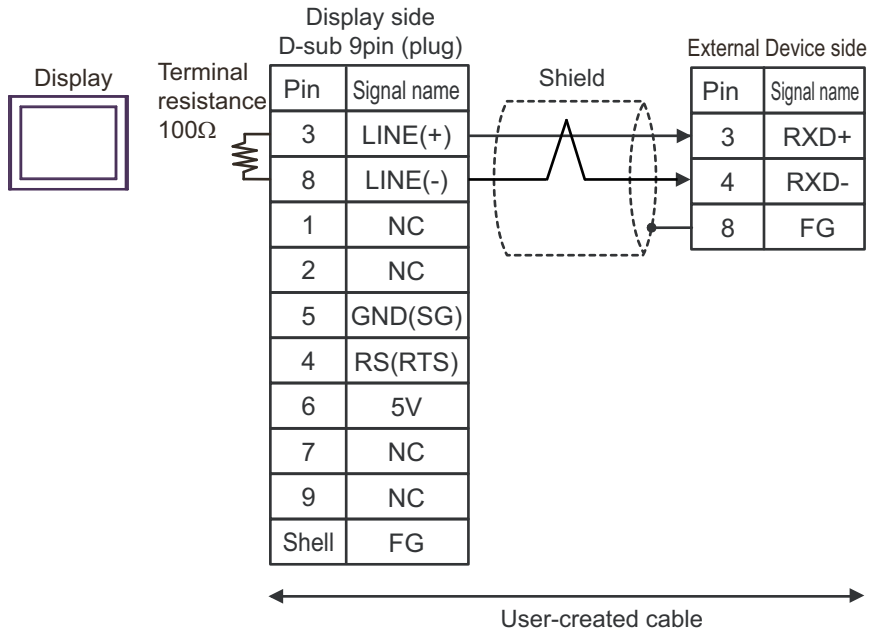 Display side
D-sub 9pin (plug)
External Device side
Display
Terminal
resistance
100Ω
Shield
Pin Signal name
3 LINE(+)
8 LINE(-)
1 NC
2 NC
5 GND(SG)
4 RS(RTS)
6 5V
7 NC
9 NC
Shell FG
Pin Signal name
3 RXD+
4 RXD-
8 FG
User-created cable